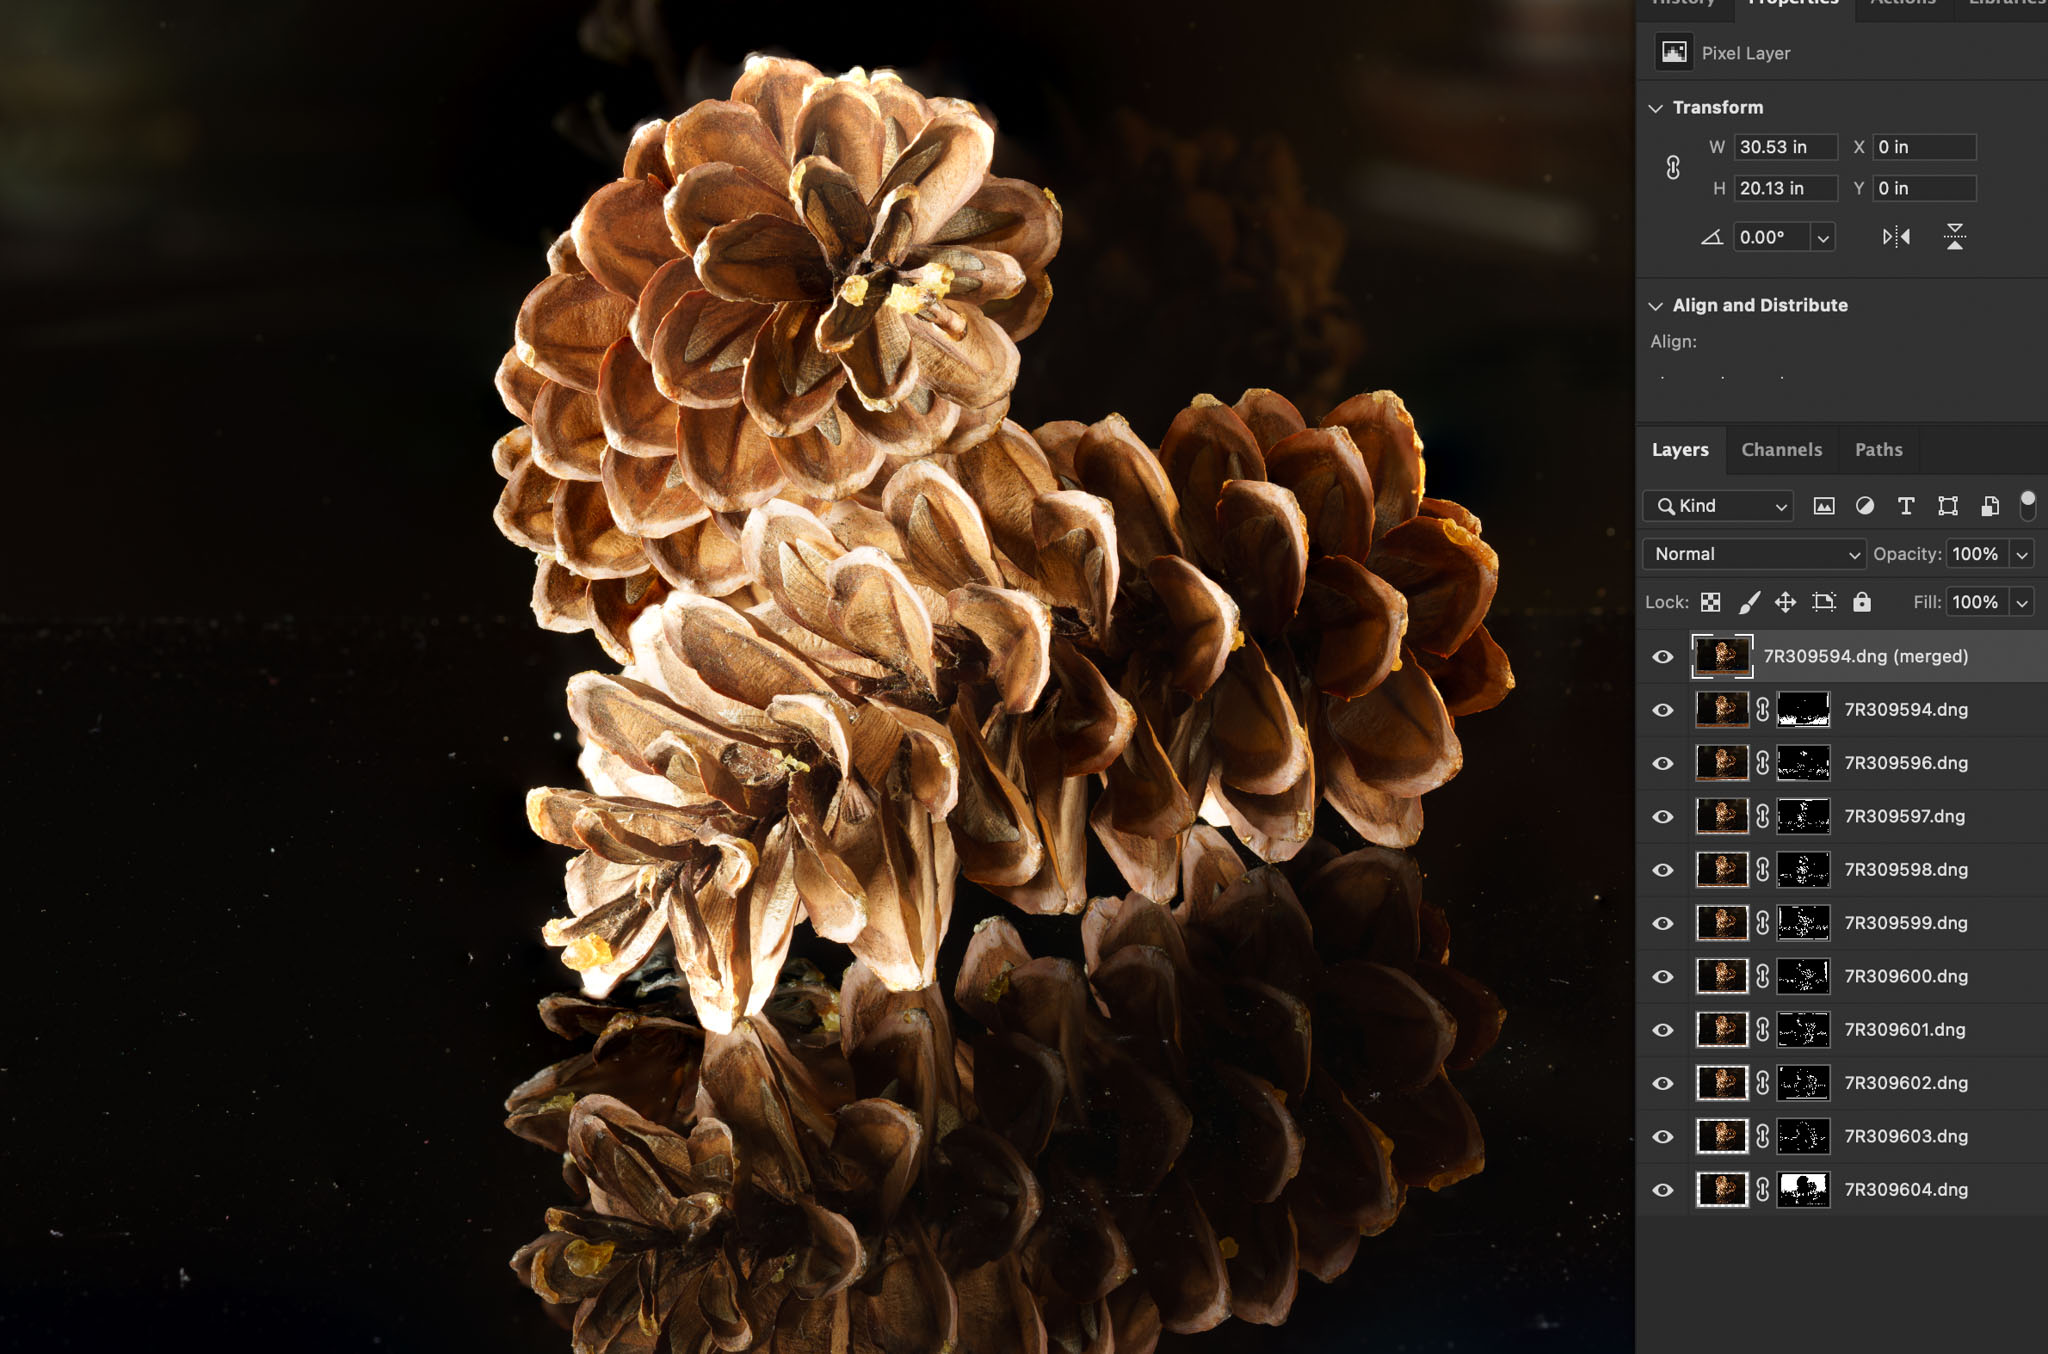 History Properties Actions Libraries
Pixel Layer
Transform
W 30.53 in X 0 in
H 20.13 in Y 0 in
0.00°
Align and Distribute
Align:
Layers Channels Paths
Kind
Normal Opacity: 100%
Lock: Fill: 100%
7R309594.dng (merged)
7R309594.dng
7R309596.dng
7R309597.dng
7R309598.dng
7R309599.dng
7R309600.dng
7R309601.dng
7R309602.dng
7R309603.dng
7R309604.dng